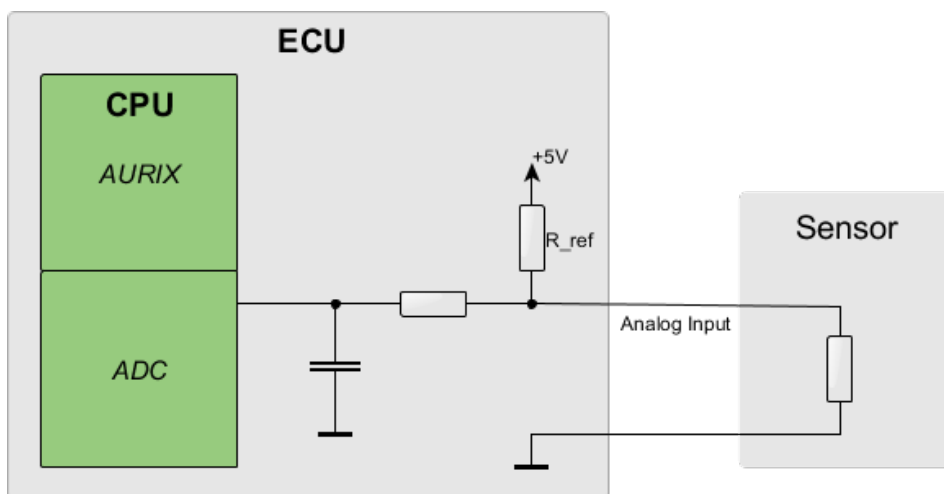 ECU
CPU
AURIX
+5V
R_ref
Sensor
Analog Input
ADC